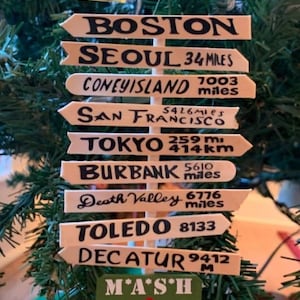 BOSTON
SEOUL 34 MILES
CONEY ISLAND 7003 miles
SAN FRANCISCO 5426 MILES
TOKYO 259 mi 414 km
BURBANK 5610 miles
Death Valley 6776 miles
TOLEDO 8133
DECATUR 9412 M
M*A*S*H